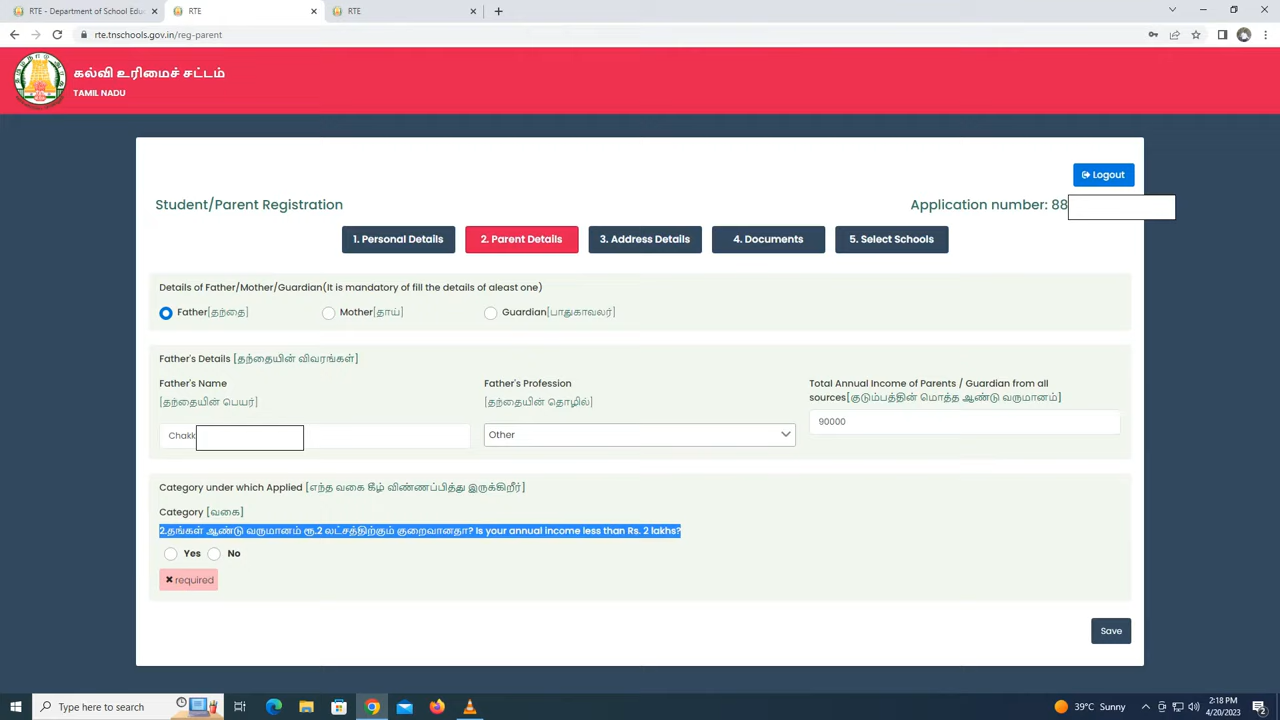 RTE - Department of School Educ
RTE
RTE
rte.tnschools.gov.in/reg-parent
கல்வி உரிமைச் சட்டம்
TAMIL NADU
Logout
Student/Parent Registration
Application number: 88
1. Personal Details
2. Parent Details
3. Address Details
4. Documents
5. Select Schools
Details of Father/Mother/Guardian(It is mandatory of fill the details of aleast one)
Father[தந்தை]
Mother[தாய்]
Guardian[பாதுகாவலர்]
Father's Details [தந்தையின் விவரங்கள்]
Father's Name
[தந்தையின் பெயர்]
Chakk
Father's Profession
[தந்தையின் தொழில்]
Other
Total Annual Income of Parents / Guardian from all
sources[குடும்பத்தின் மொத்த ஆண்டு வருமானம்]
90000
Category under which Applied [எந்த வகை கீழ் விண்ணப்பித்து இருக்கிறீர்]
Category [வகை]
2.தங்கள் ஆண்டு வருமானம் ரூ.2 லட்சத்திற்கும் குறைவானதா? Is your annual income less than Rs. 2 lakhs?
Yes
No
required
Save
Type here to search
39°C Sunny
2:18 PM
4/20/2023
2